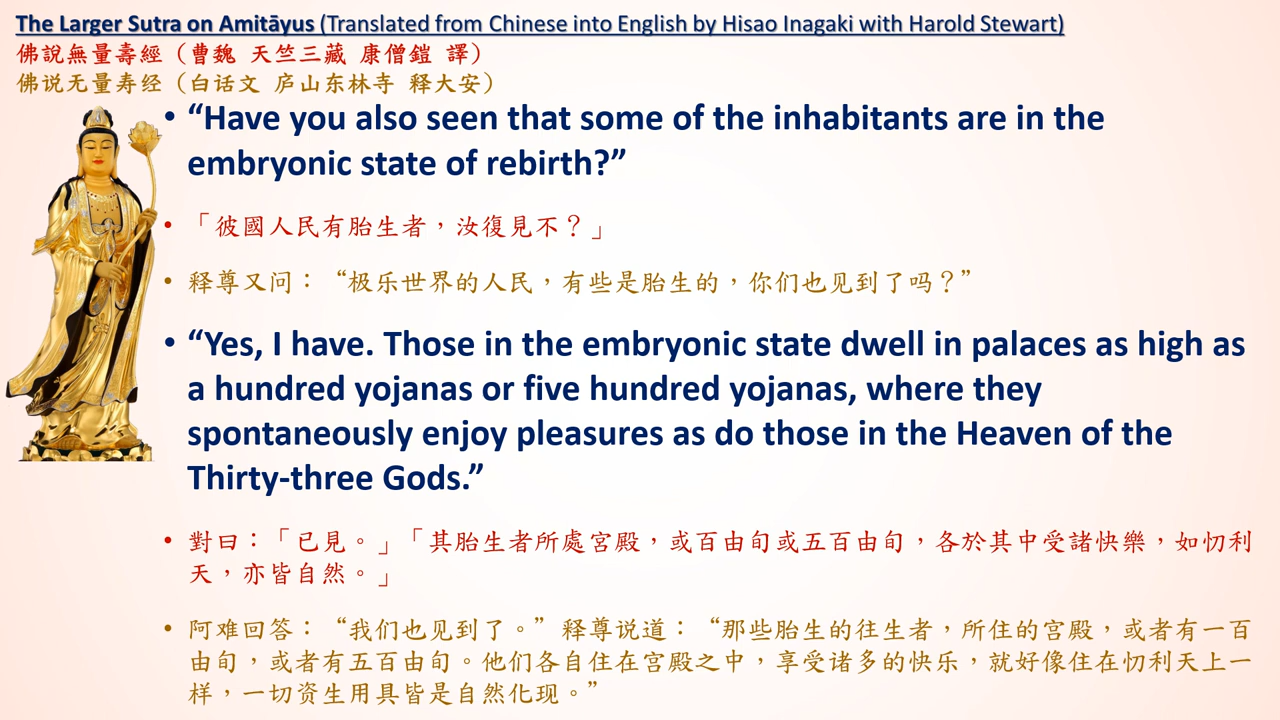 The Larger Sutra on Amitāyus (Translated from Chinese into English by Hisao Inagaki with Harold Stewart)
佛說無量壽經（曹魏 天竺三藏 康僧鎧 譯）
佛说无量寿经（白话文 庐山东林寺 释大安）
• “Have you also seen that some of the inhabitants are in the
embryonic state of rebirth?”
• 「彼國人民有胎生者，汝復見不？」
• 释尊又问：“极乐世界的人民，有些是胎生的，你们也见到了吗？”
• “Yes, I have. Those in the embryonic state dwell in palaces as high as
a hundred yojanas or five hundred yojanas, where they
spontaneously enjoy pleasures as do those in the Heaven of the
Thirty-three Gods.”
• 對曰：「已見。」「其胎生者所處宮殿，或百由旬或五百由旬，各於其中受諸快樂，如忉利
天，亦皆自然。」
• 阿难回答：“我们也见到了。”释尊说道：“那些胎生的往生者，所住的宫殿，或者有一百
由旬，或者有五百由旬。他们各自住在宫殿之中，享受诸多的快乐，就好像住在忉利天上一
样，一切资生用具皆是自然化现。”